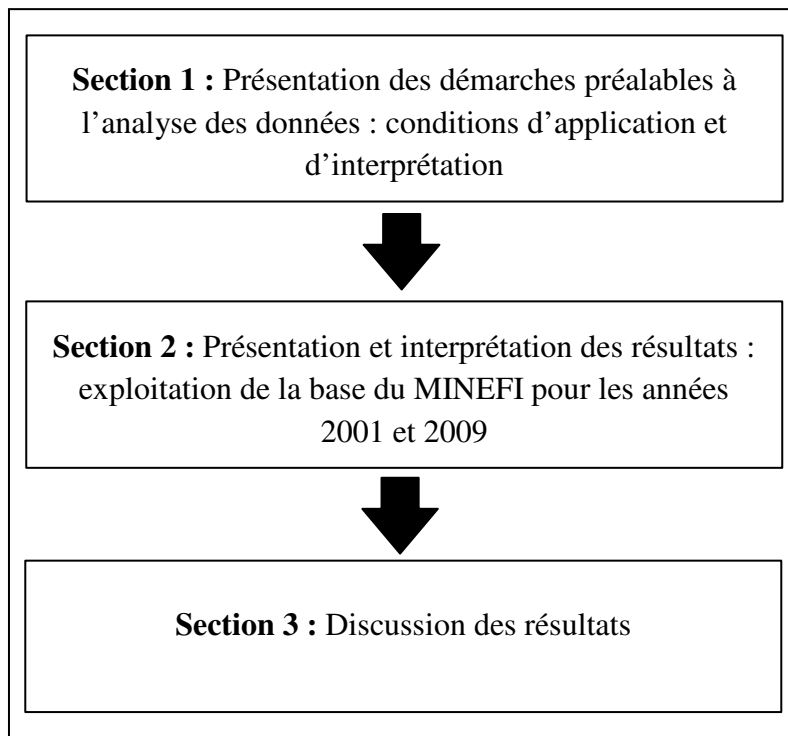 Section 1 : Présentation des démarches préalables à
l’analyse des données : conditions d’application et
d’interprétation
Section 2 : Présentation et interprétation des résultats :
exploitation de la base du MINEFI pour les années
2001 et 2009
Section 3 : Discussion des résultats